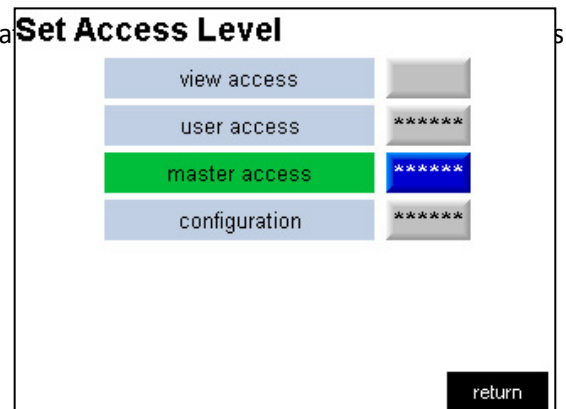 Set Access Level
view access
user access ******
master access ******
configuration ******
return